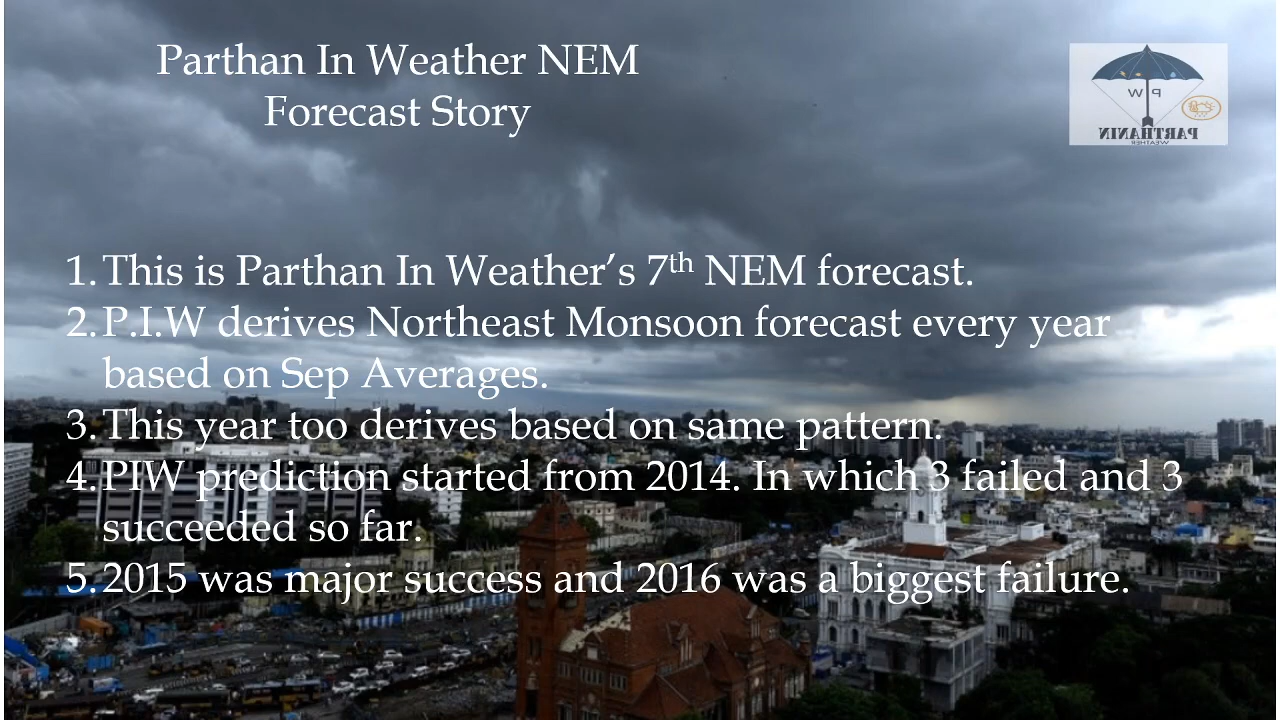 Parthan In Weather NEM
Forecast Story
P W
PARTHANIN
WEATHER
1. This is Parthan In Weather’s 7th NEM forecast.
2. P.I.W derives Northeast Monsoon forecast every year
based on Sep Averages.
3. This year too derives based on same pattern.
4. PIW prediction started from 2014. In which 3 failed and 3
succeeded so far.
5. 2015 was major success and 2016 was a biggest failure.